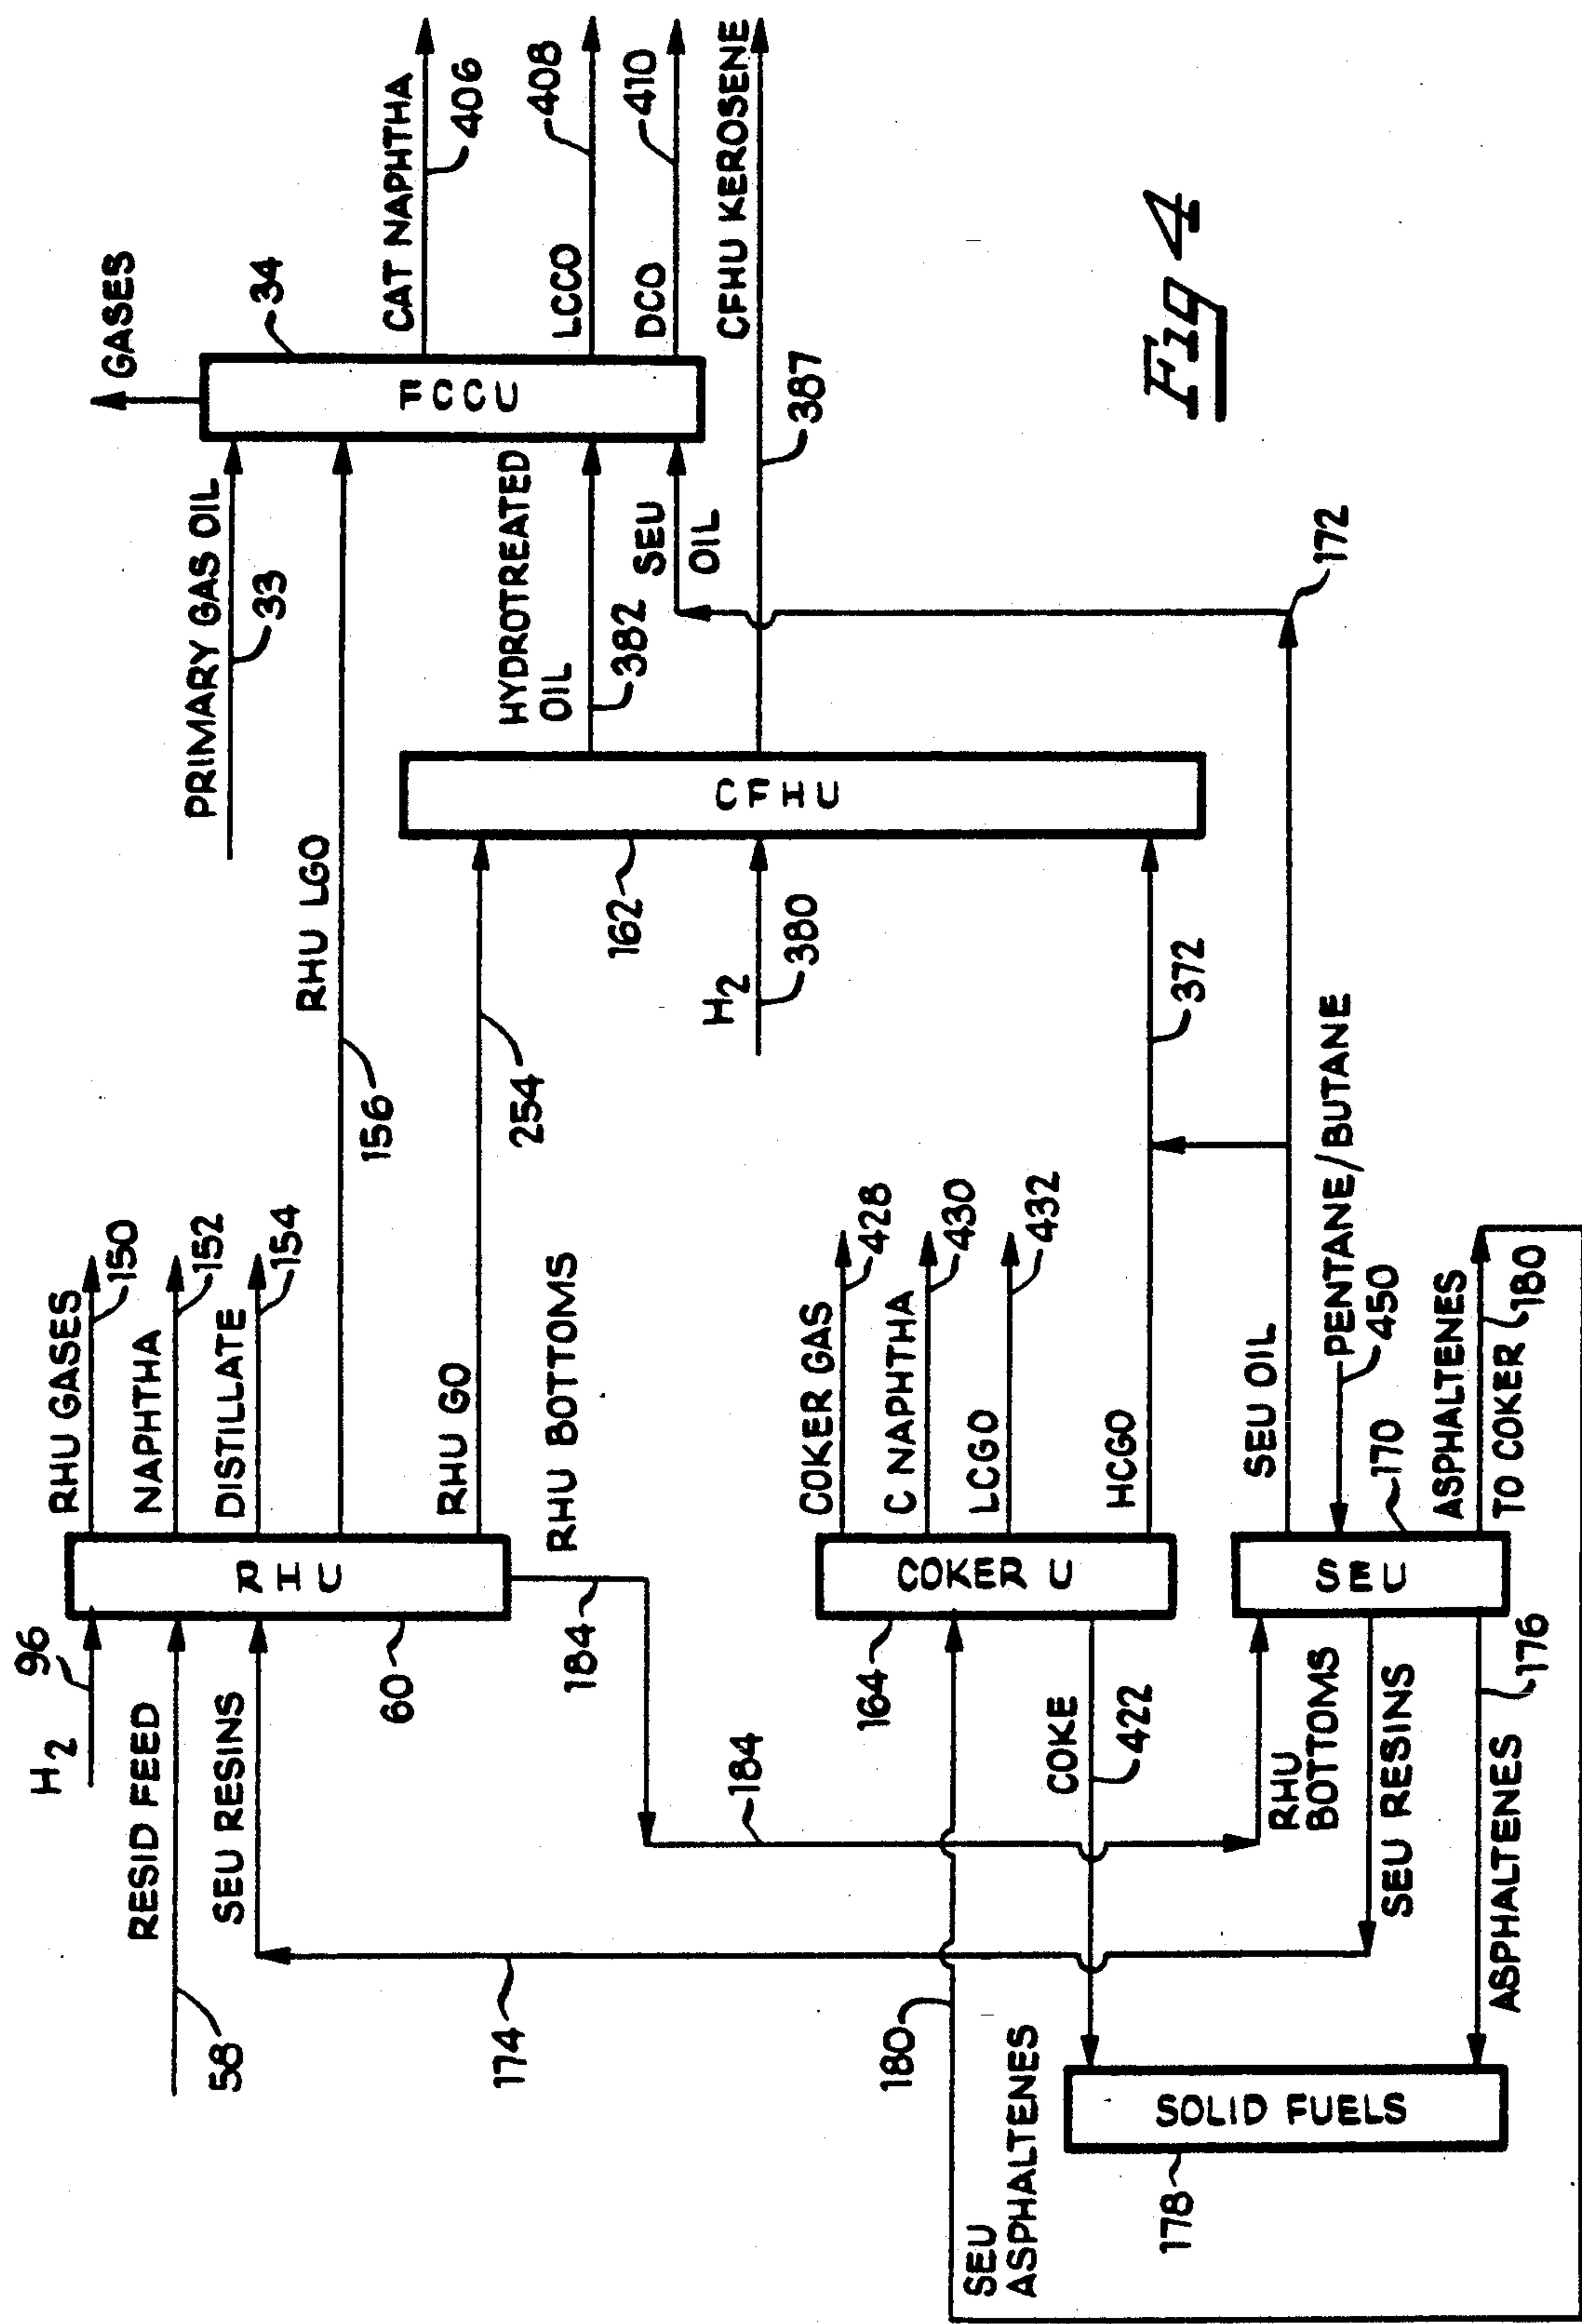 H2
96
RESID FEED
58
SEU RESINS
174
RHU
60
RHU GASES
150
NAPHTHA
152
DISTILLATE
154
RHU LGO
156
RHU GO
254
RHU BOTTOMS
184
184
PRIMARY GAS OIL
33
GASES
FCCU
34
CAT NAPHTHA
406
LCCO
408
DCO
410
CFHU KEROSENE
387
HYDROTREATED
OIL
382
SEU
OIL
CFHU
162
H2
380
372
172
COKER U
164
COKER GAS
428
C NAPHTHA
430
LCGO
432
HCGO
COKE
422
180
SEU
ASPHALTENES
SOLID FUELS
178
SEU
170
SEU OIL
PENTANE/BUTANE
450
ASPHALTENES
TO COKER
180
RHU
BOTTOMS
SEU RESINS
ASPHALTENES
176
Fig 4